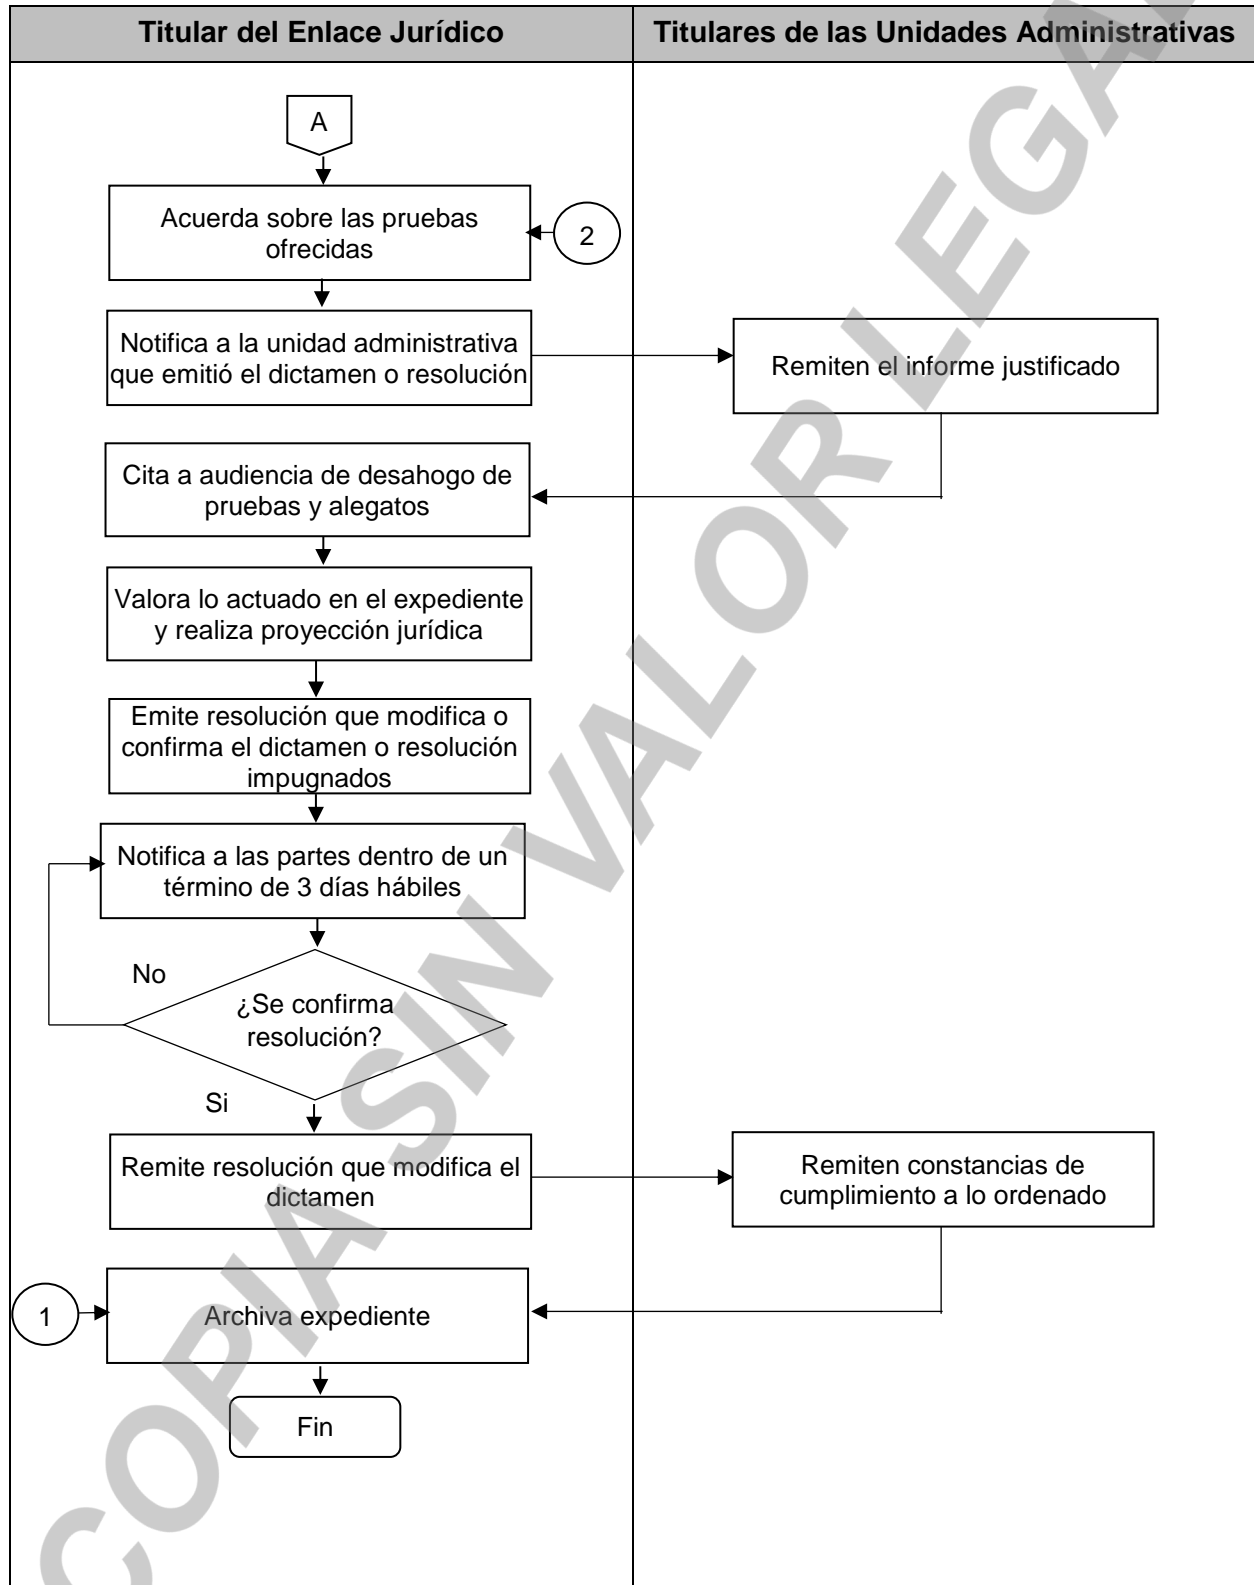 Titular del Enlace Jurídico
Titulares de las Unidades Administrativas
A
Acuerda sobre las pruebas
ofrecidas
2
Notifica a la unidad administrativa
que emitió el dictamen o resolución
Remiten el informe justificado
Cita a audiencia de desahogo de
pruebas y alegatos
Valora lo actuado en el expediente
y realiza proyección jurídica
Emite resolución que modifica o
confirma el dictamen o resolución
impugnados
Notifica a las partes dentro de un
término de 3 días hábiles
No
¿Se confirma
resolución?
Si
Remite resolución que modifica el
dictamen
Remiten constancias de
cumplimiento a lo ordenado
1
Archiva expediente
Fin
COPIA SIN VALOR LEGAL